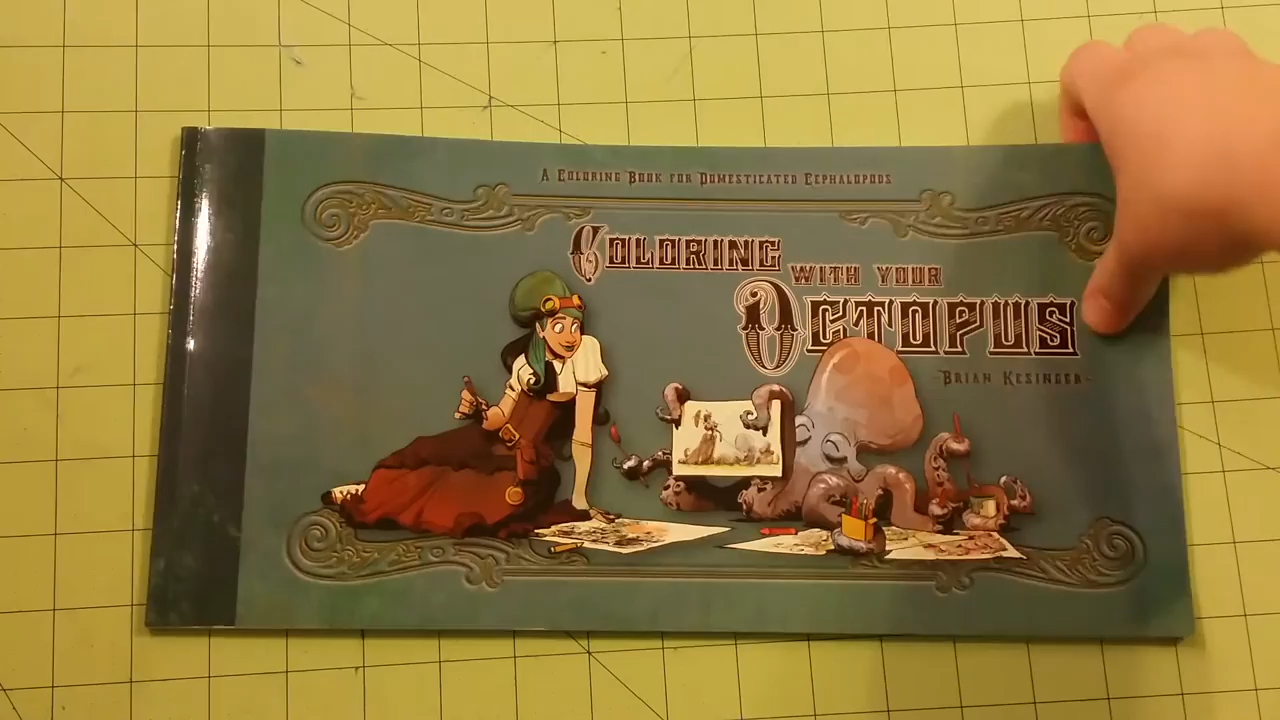 A Coloring Book for Domesticated Cephalopods
Coloring
with your
Octopus
-Brian Kesinger-